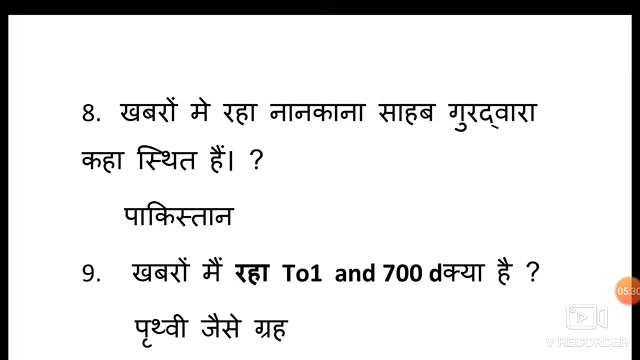 8. खबरों मे रहा नानकाना साहब गुरद्वारा
कहा स्थित हैं। ?
पाकिस्तान
9. खबरों मैं रहा To1 and 700 dक्या है ?
05:30
पृथ्वी जैसे ग्रह
V RECORDER